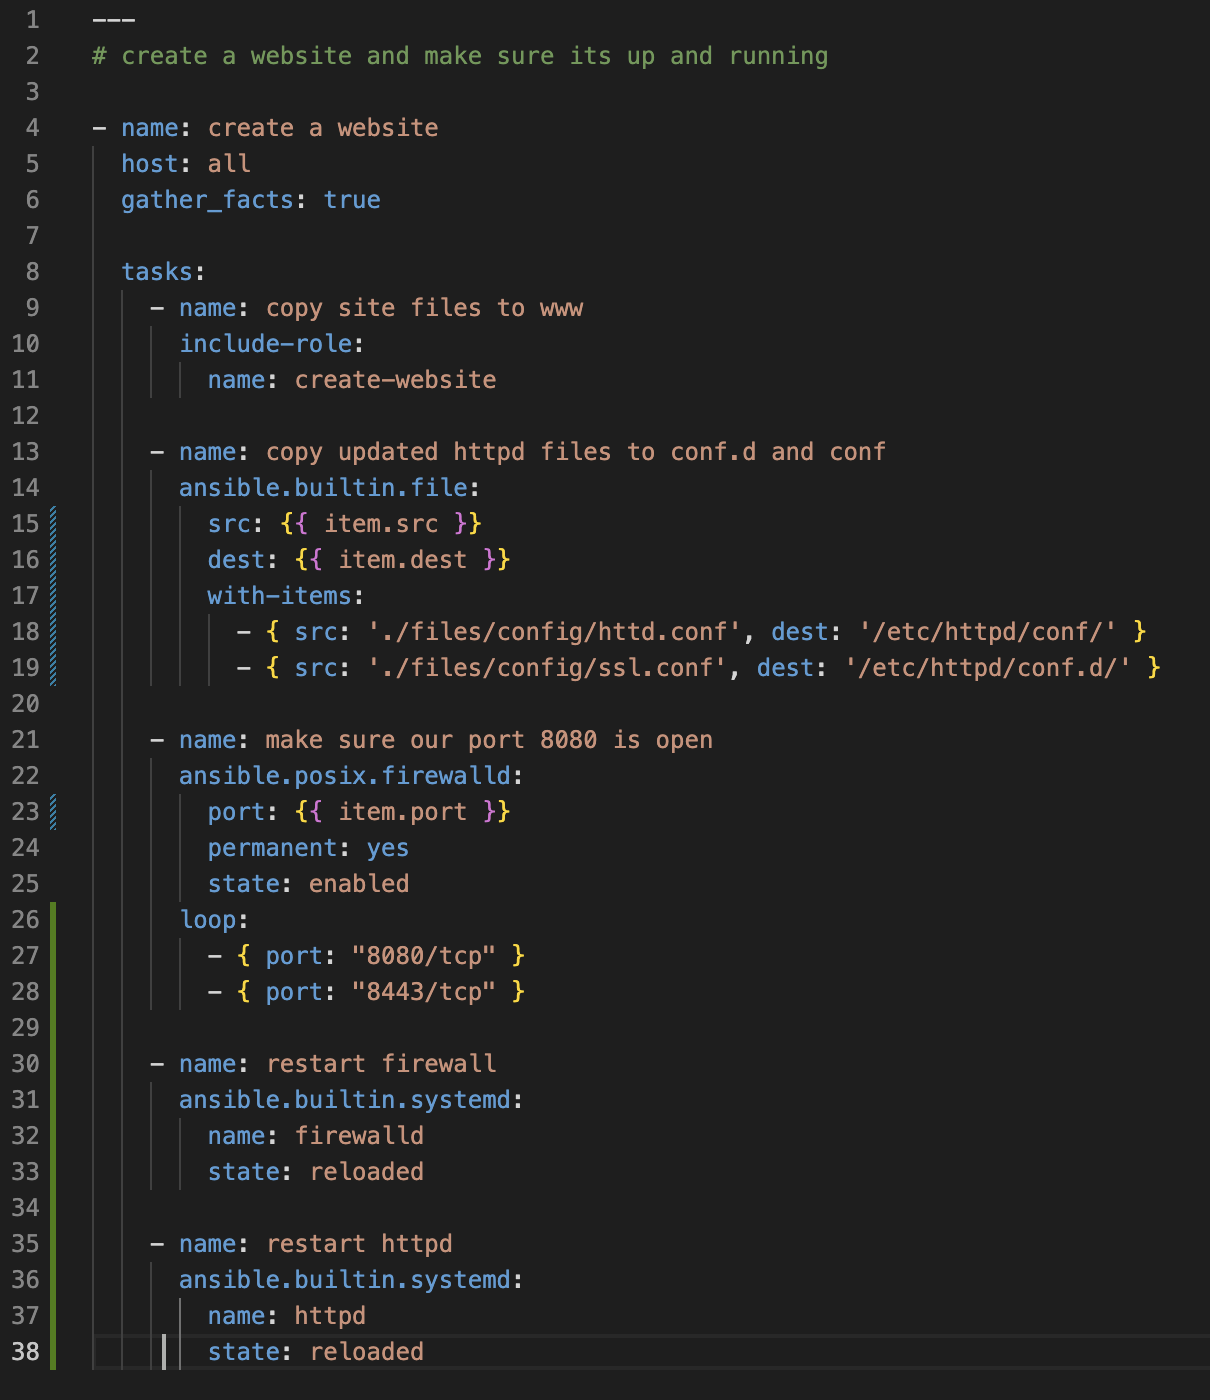 1 ---
2 # create a website and make sure its up and running
3
4 - name: create a website
5   host: all
6   gather_facts: true
7
8   tasks:
9     - name: copy site files to www
10       include-role:
11         name: create-website
12
13     - name: copy updated httpd files to conf.d and conf
14       ansible.builtin.file:
15         src: {{ item.src }}
16         dest: {{ item.dest }}
17         with-items:
18           - { src: './files/config/httd.conf', dest: '/etc/httpd/conf/' }
19           - { src: './files/config/ssl.conf', dest: '/etc/httpd/conf.d/' }
20
21     - name: make sure our port 8080 is open
22       ansible.posix.firewalld:
23         port: {{ item.port }}
24         permanent: yes
25         state: enabled
26       loop:
27         - { port: "8080/tcp" }
28         - { port: "8443/tcp" }
29
30     - name: restart firewall
31       ansible.builtin.systemd:
32         name: firewalld
33         state: reloaded
34
35     - name: restart httpd
36       ansible.builtin.systemd:
37         name: httpd
38         state: reloaded